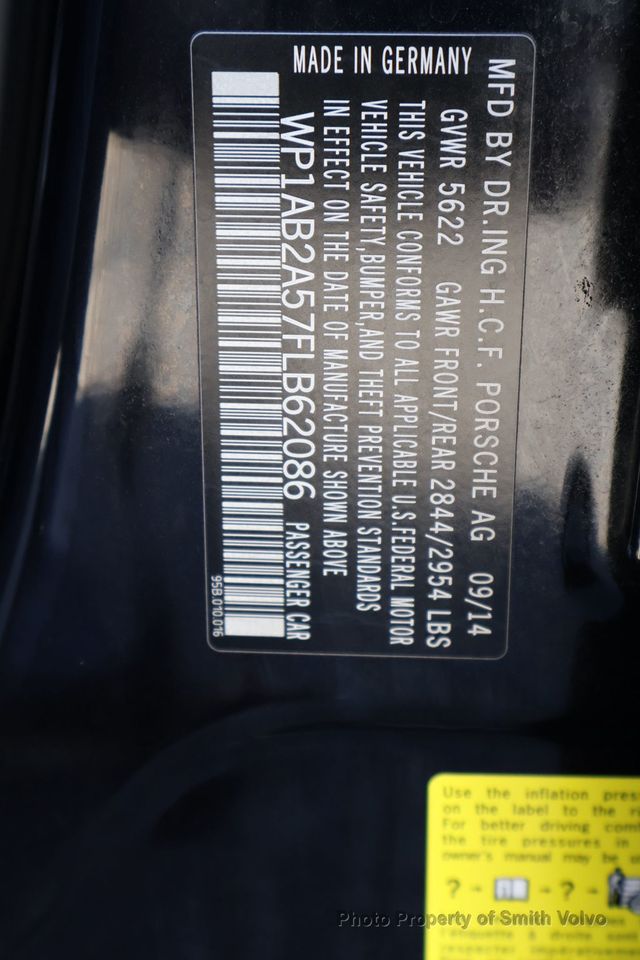 MFD BY DR.ING H.C.F. PORSCHE AG 09/14
GVWR 5622 GAWR FRONT/REAR 2844/2954 LBS
THIS VEHICLE CONFORMS TO ALL APPLICABLE U.S.FEDERAL MOTOR
VEHICLE SAFETY,BUMPER,AND THEFT PREVENTION STANDARDS
IN EFFECT ON THE DATE OF MANUFACTURE SHOWN ABOVE
WP1AB2A57FLB62086 PASSENGER CAR
95B.010.016
MADE IN GERMANY
Use the inflation
on the label to the
For better driving
the tire pressures in
owner's manual may be
? - - ? -
Photo Property of Smith Volvo